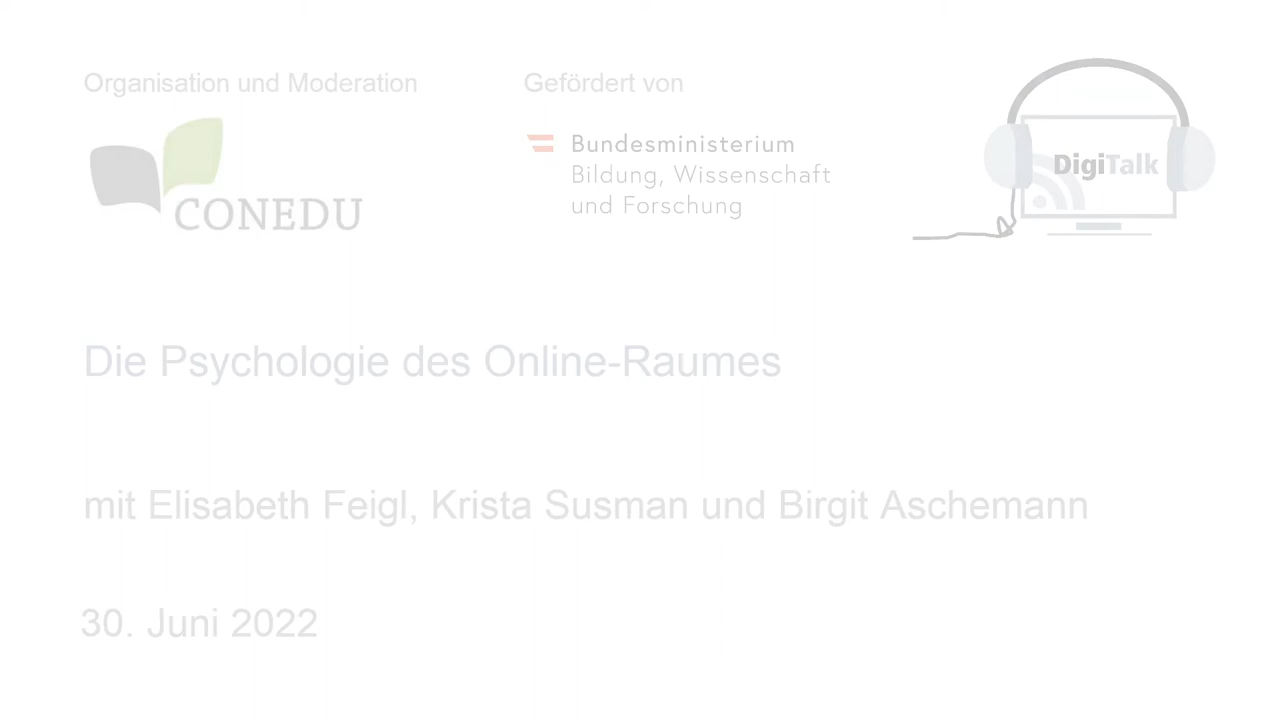 Organisation und Moderation
CONEDU
Gefördert von
Bundesministerium
Bildung, Wissenschaft
und Forschung
DigiTalk
Die Psychologie des Online-Raumes
mit Elisabeth Feigl, Krista Susman und Birgit Aschemann
30. Juni 2022